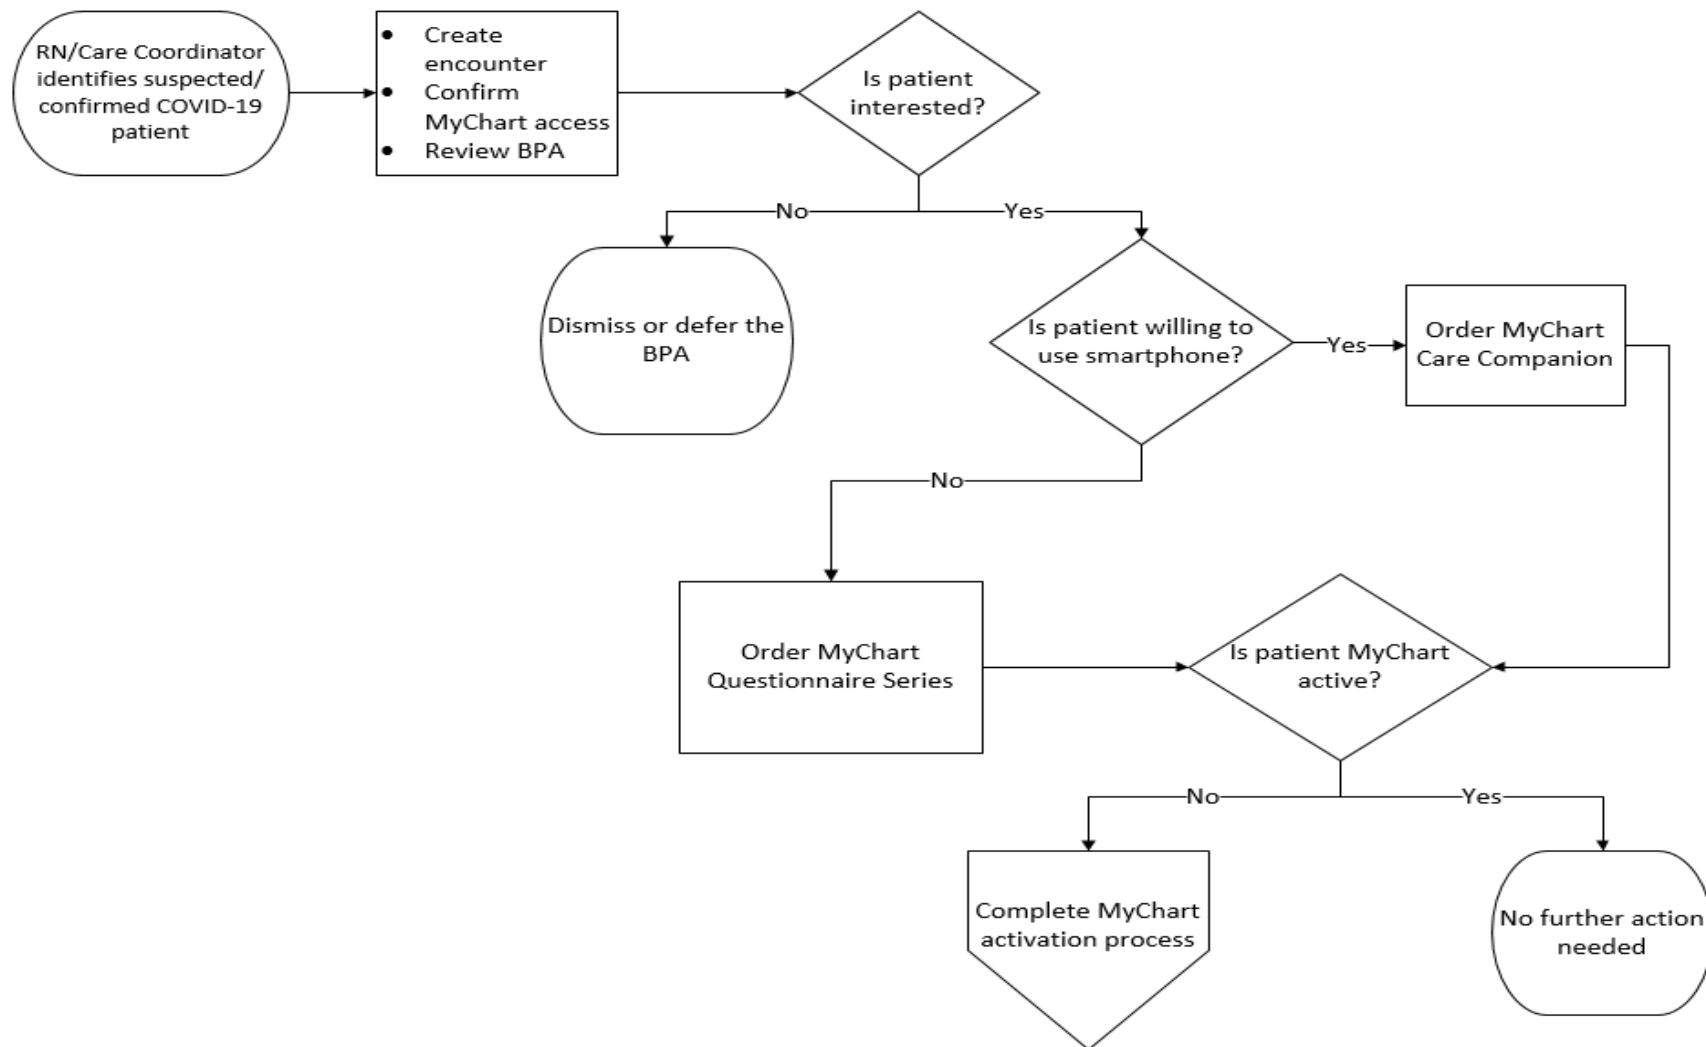 RN/Care Coordinator
identifies suspected/
confirmed COVID-19
patient
• Create
encounter
• Confirm
MyChart access
• Review BPA
Is patient
interested?
No
Yes
Dismiss or defer the
BPA
Is patient willing to
use smartphone?
Yes
Order MyChart
Care Companion
No
Order MyChart
Questionnaire Series
Is patient MyChart
active?
No
Yes
Complete MyChart
activation process
No further action
needed